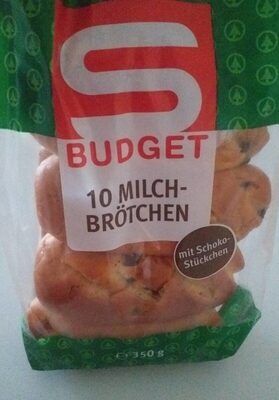 S
BUDGET
10 MILCH-
BRÖTCHEN
mit Schoko-
Stückchen
℮ 350 g